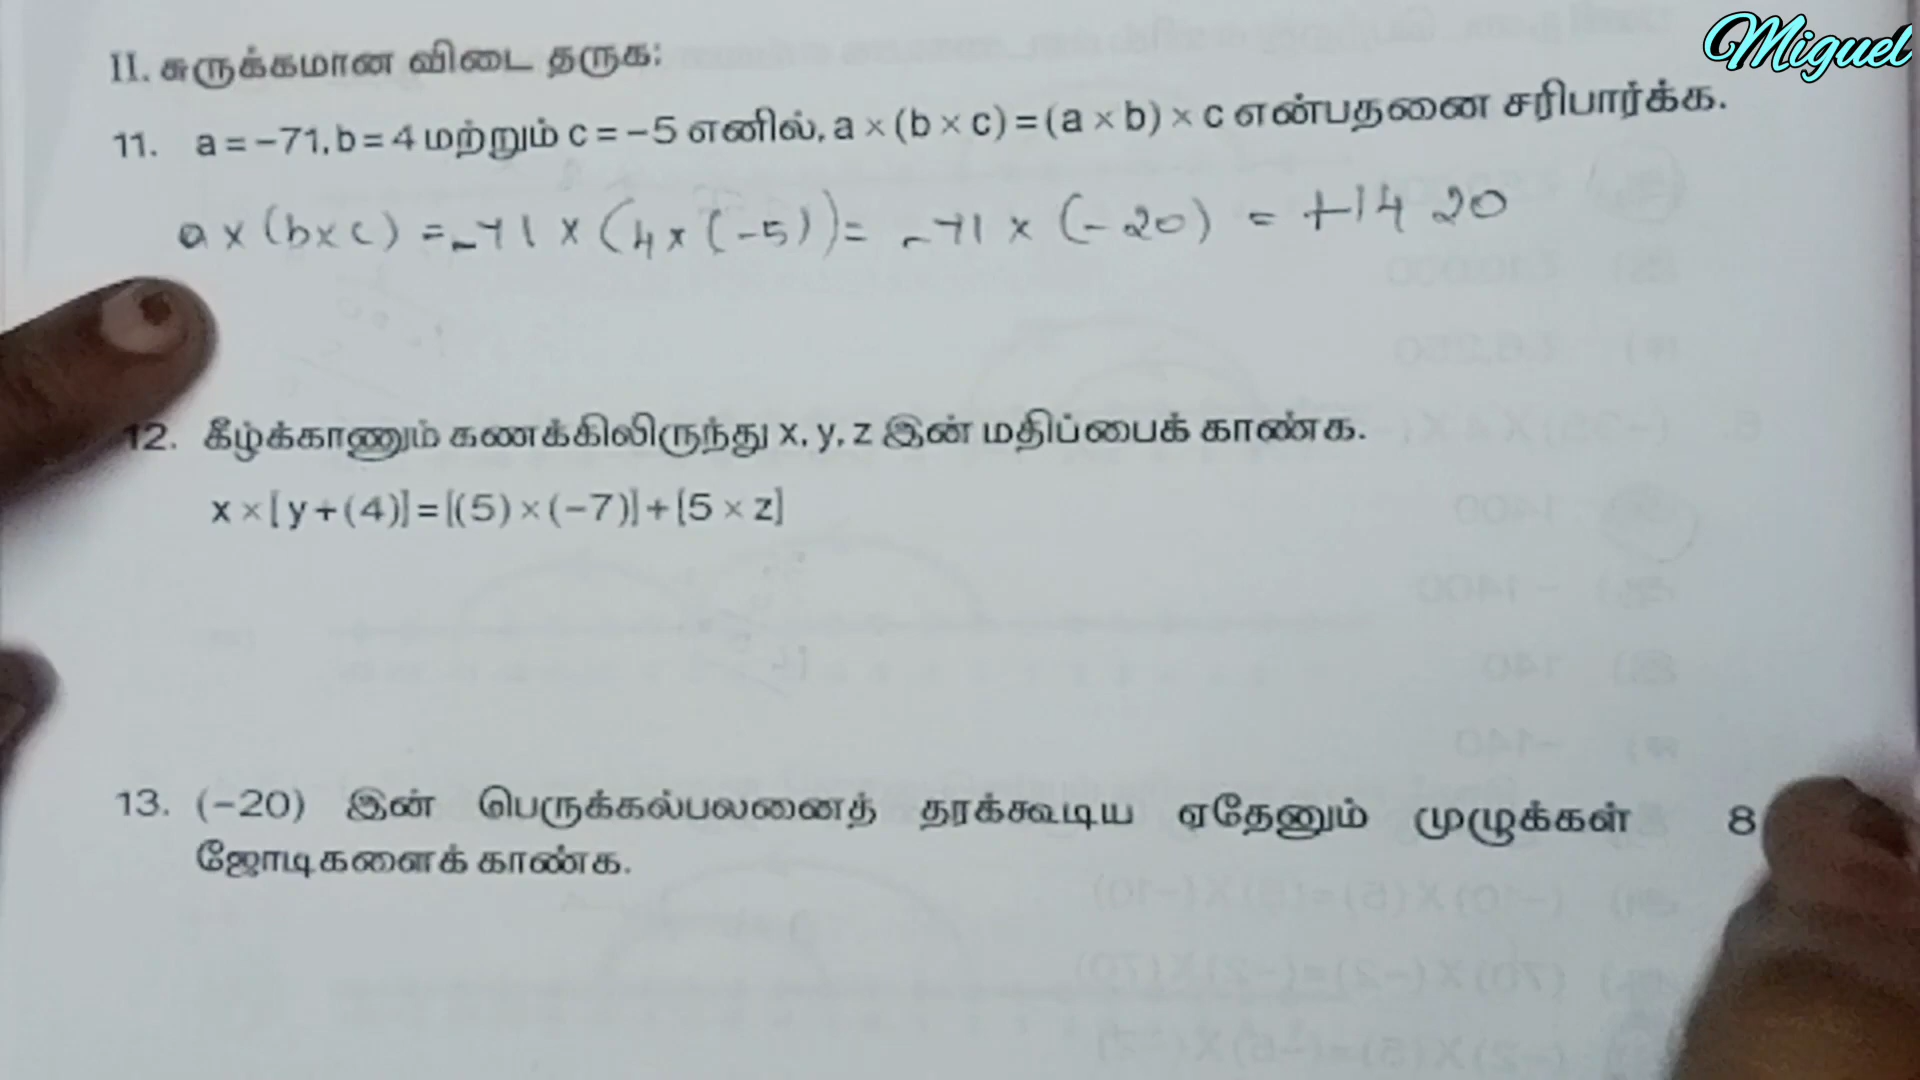 Miguel
II. சுருக்கமான விடை தருக:
11. a = −71, b = 4 மற்றும் c = −5 எனில், a × (b × c) = (a × b) × c என்பதனை சரிபார்க்க.
a × (b×c) = -71 × (4 × (-5)) = -71 × (-20) = +1420
12. கீழ்க்காணும் கணக்கிலிருந்து x, y, z இன் மதிப்பைக் காண்க.
x × [y + (4)] = [(5) × (−7)] + [5 × z]
13. (−20) இன் பெருக்கல்பலனைத் தரக்கூடிய ஏதேனும் முழுக்கள் 8
ஜோடிகளைக் காண்க.